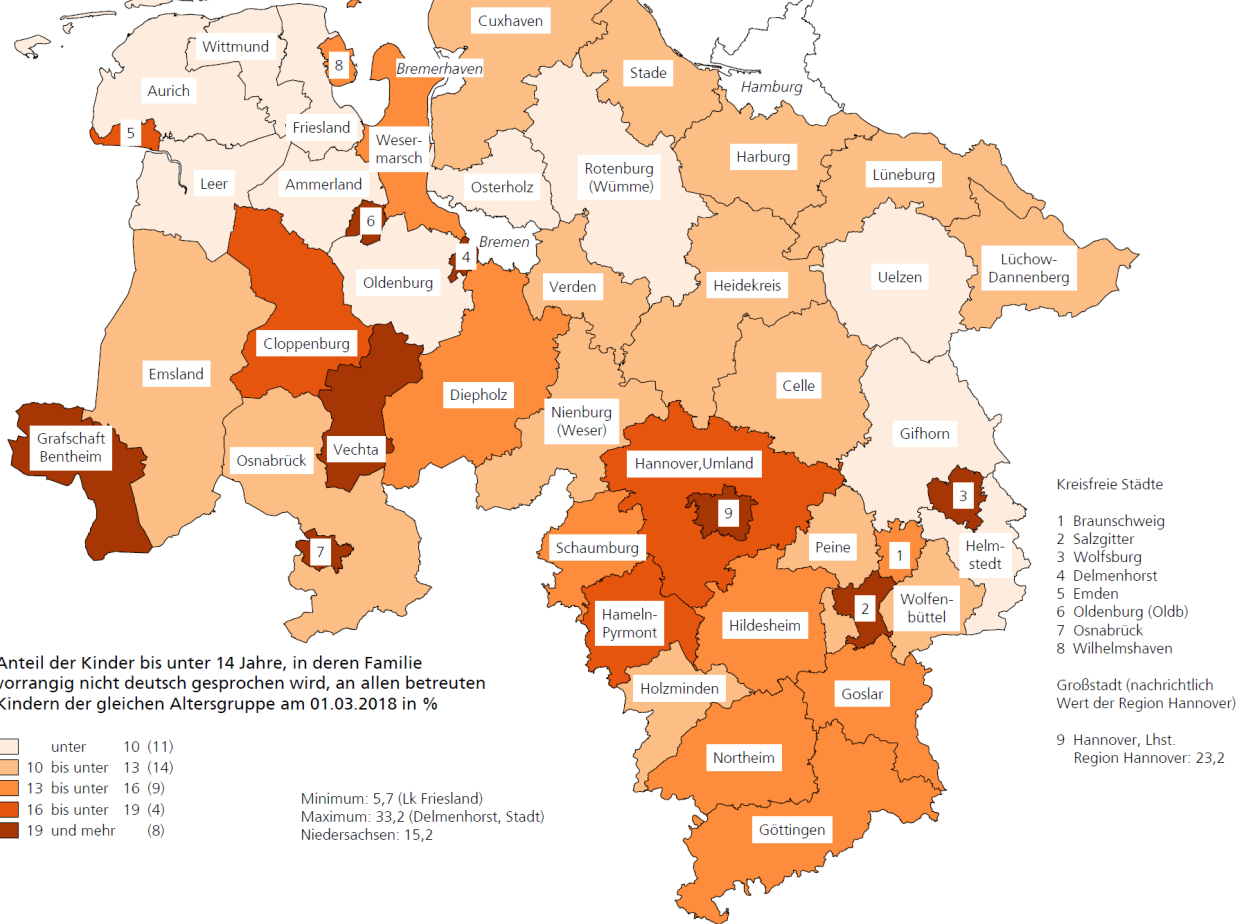 Cuxhaven
Wittmund
Bremerhaven
8
Stade
Hamburg
Aurich
5
Friesland
Weser-
marsch
Harburg
Rotenburg
(Wümme)
Lüneburg
Leer
Ammerland
Osterholz
6
Bremen
4
Oldenburg
Verden
Heidekreis
Uelzen
Lüchow-
Dannenberg
Cloppenburg
Emsland
Diepholz
Celle
Nienburg
(Weser)
Gifhorn
Grafschaft
Bentheim
Osnabrück
Vechta
Hannover,Umland
3
9
7
Schaumburg
Peine
1
Helm-
stedt
Hameln-
Pyrmont
Hildesheim
2
Wolfen-
büttel
Holzminden
Goslar
Northeim
Göttingen
Kreisfreie Städte
1 Braunschweig
2 Salzgitter
3 Wolfsburg
4 Delmenhorst
5 Emden
6 Oldenburg (Oldb)
7 Osnabrück
8 Wilhelmshaven
Großstadt (nachrichtlich
Wert der Region Hannover)
9 Hannover, Lhst.
Region Hannover: 23,2
Anteil der Kinder bis unter 14 Jahre, in deren Familie
vorrangig nicht deutsch gesprochen wird, an allen betreuten
Kindern der gleichen Altersgruppe am 01.03.2018 in %
unter 10 (11)
10 bis unter 13 (14)
13 bis unter 16 (9)
16 bis unter 19 (4)
19 und mehr (8)
Minimum: 5,7 (Lk Friesland)
Maximum: 33,2 (Delmenhorst, Stadt)
Niedersachsen: 15,2